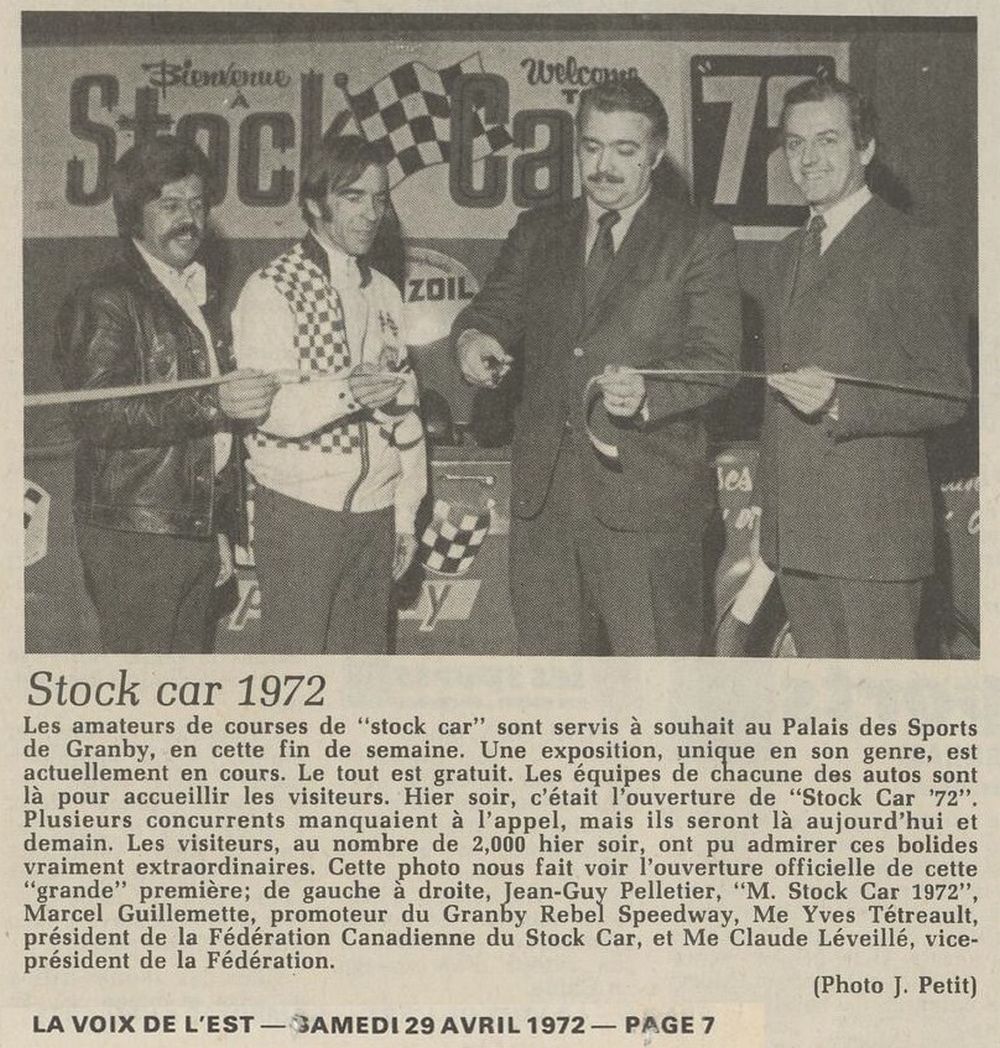 Bienvenue
À
Welcome
Stock Car
72
ZOIL
Stock car 1972
Les amateurs de courses de “stock car” sont servis à souhait au Palais des Sports
de Granby, en cette fin de semaine. Une exposition, unique en son genre, est
actuellement en cours. Le tout est gratuit. Les équipes de chacune des autos sont
là pour accueillir les visiteurs. Hier soir, c’était l’ouverture de “Stock Car ’72”.
Plusieurs concurrents manquaient à l’appel, mais ils seront là aujourd’hui et
demain. Les visiteurs, au nombre de 2,000 hier soir, ont pu admirer ces bolides
vraiment extraordinaires. Cette photo nous fait voir l’ouverture officielle de cette
“grande” première; de gauche à droite, Jean-Guy Pelletier, “M. Stock Car 1972”,
Marcel Guillemette, promoteur du Granby Rebel Speedway, Me Yves Tétreault,
président de la Fédération Canadienne du Stock Car, et Me Claude Léveillé, vice-
président de la Fédération.
(Photo J. Petit)
LA VOIX DE L’EST — SAMEDI 29 AVRIL 1972 — PAGE 7